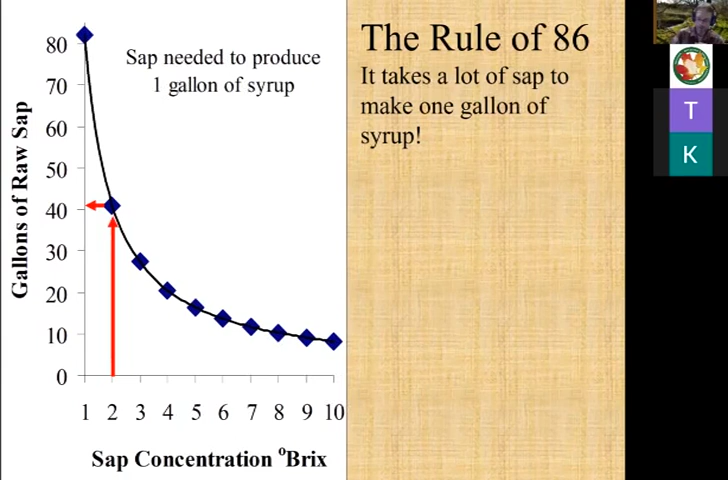 80
70
60
50
40
30
20
10
0
Gallons of Raw Sap
Sap needed to produce
1 gallon of syrup
1 2 3 4 5 6 7 8 9 10
Sap Concentration °Brix
The Rule of 86
It takes a lot of sap to
make one gallon of
syrup!
T
K